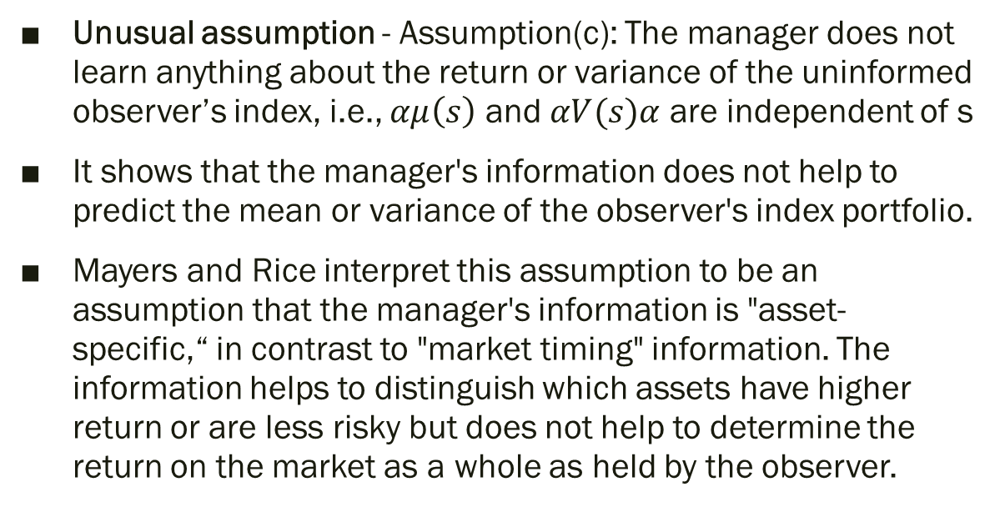 ▪ Unusual assumption - Assumption(c): The manager does not
learn anything about the return or variance of the uninformed
observer’s index, i.e., αμ(s) and αV(s)α are independent of s
▪ It shows that the manager's information does not help to
predict the mean or variance of the observer's index portfolio.
▪ Mayers and Rice interpret this assumption to be an
assumption that the manager's information is "asset-
specific,“ in contrast to "market timing" information. The
information helps to distinguish which assets have higher
return or are less risky but does not help to determine the
return on the market as a whole as held by the observer.